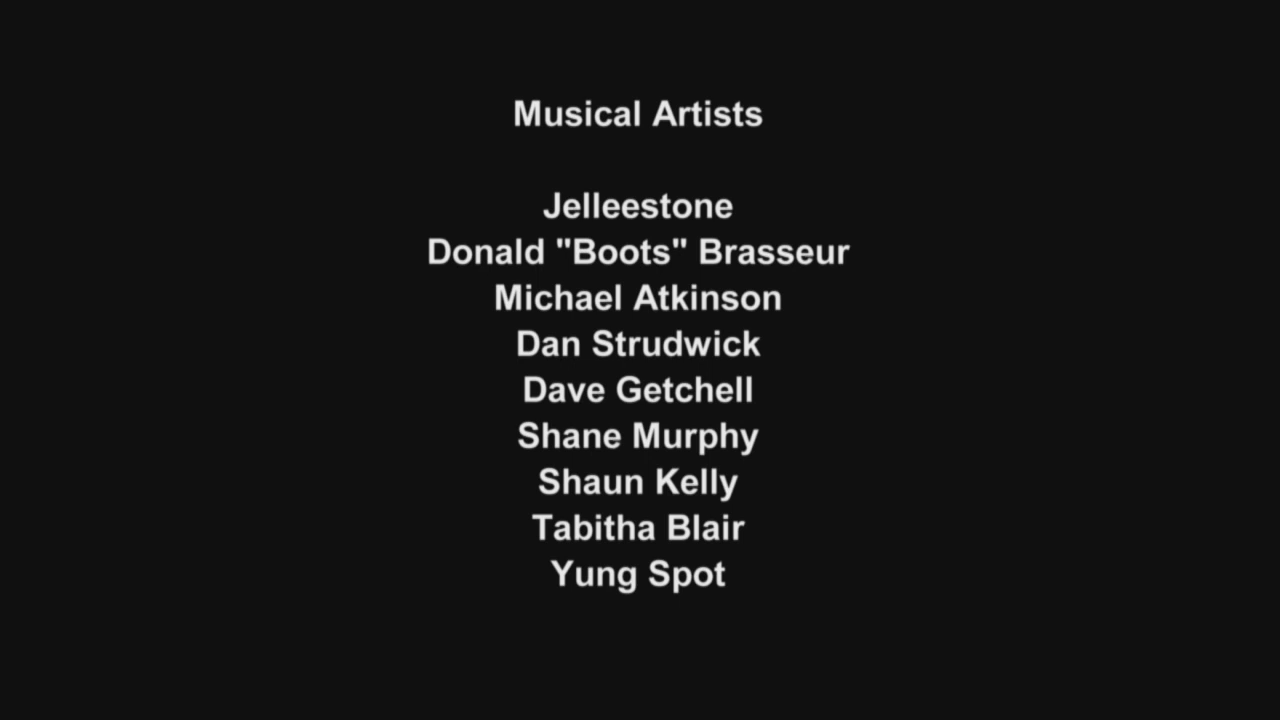 Musical Artists
Jelleestone
Donald "Boots" Brasseur
Michael Atkinson
Dan Strudwick
Dave Getchell
Shane Murphy
Shaun Kelly
Tabitha Blair
Yung Spot